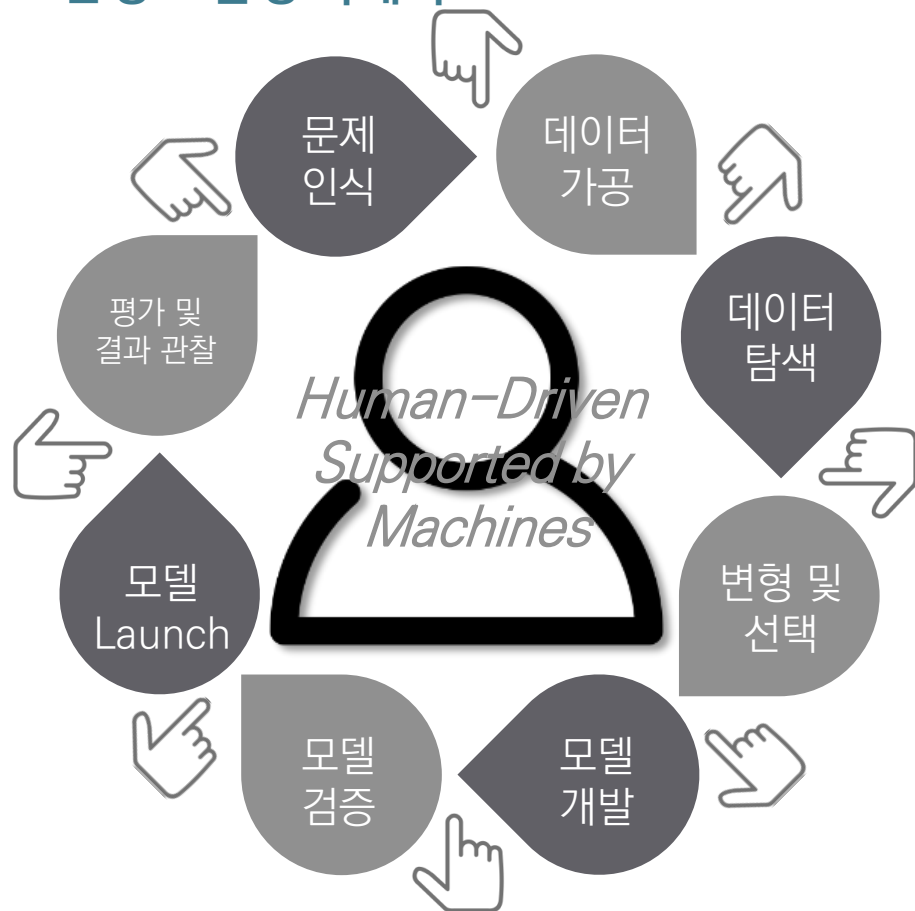 문제
인식
데이터
가공
데이터
탐색
변형 및
선택
모델
개발
모델
검증
모델
Launch
평가 및
결과 관찰
Human-Driven
Supported by
Machines